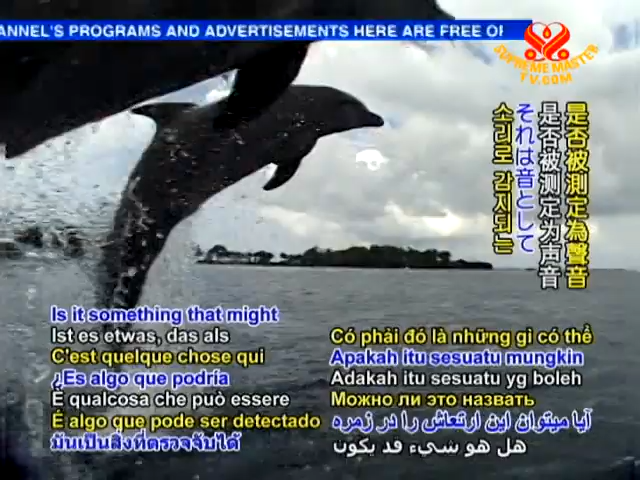 ANNEL'S PROGRAMS AND ADVERTISEMENTS HERE ARE FREE OF
SUPREME MASTER
TV.COM
是否被測定為聲音
是否被测定为声音
それは音として
소리로 감지되는
Is it something that might
Ist es etwas, das als
C'est quelque chose qui
¿Es algo que podría
È qualcosa che può essere
É algo que pode ser detectado
มันเป็นสิ่งที่ตรวจจับได้
Có phải đó là những gì có thể
Apakah itu sesuatu mungkin
Adakah itu sesuatu yg boleh
Можно ли это назвать
آیا میتوان این ارتعاش را در زمره
هل هو شيء قد يكون